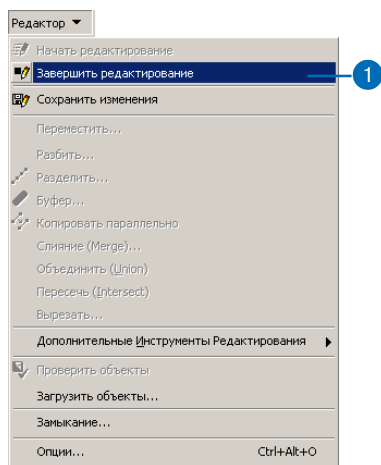 Редактор
Начать редактирование
Завершить редактирование
1
Сохранить изменения
Переместить...
Разбить...
Разделить...
Буфер...
Копировать параллельно
Слияние (Merge)...
Объединить (Union)
Пересечь (Intersect)
Вырезать...
Дополнительные Инструменты Редактирования
Проверить объекты
Загрузить объекты...
Замыкание...
Опции... Ctrl+Alt+O